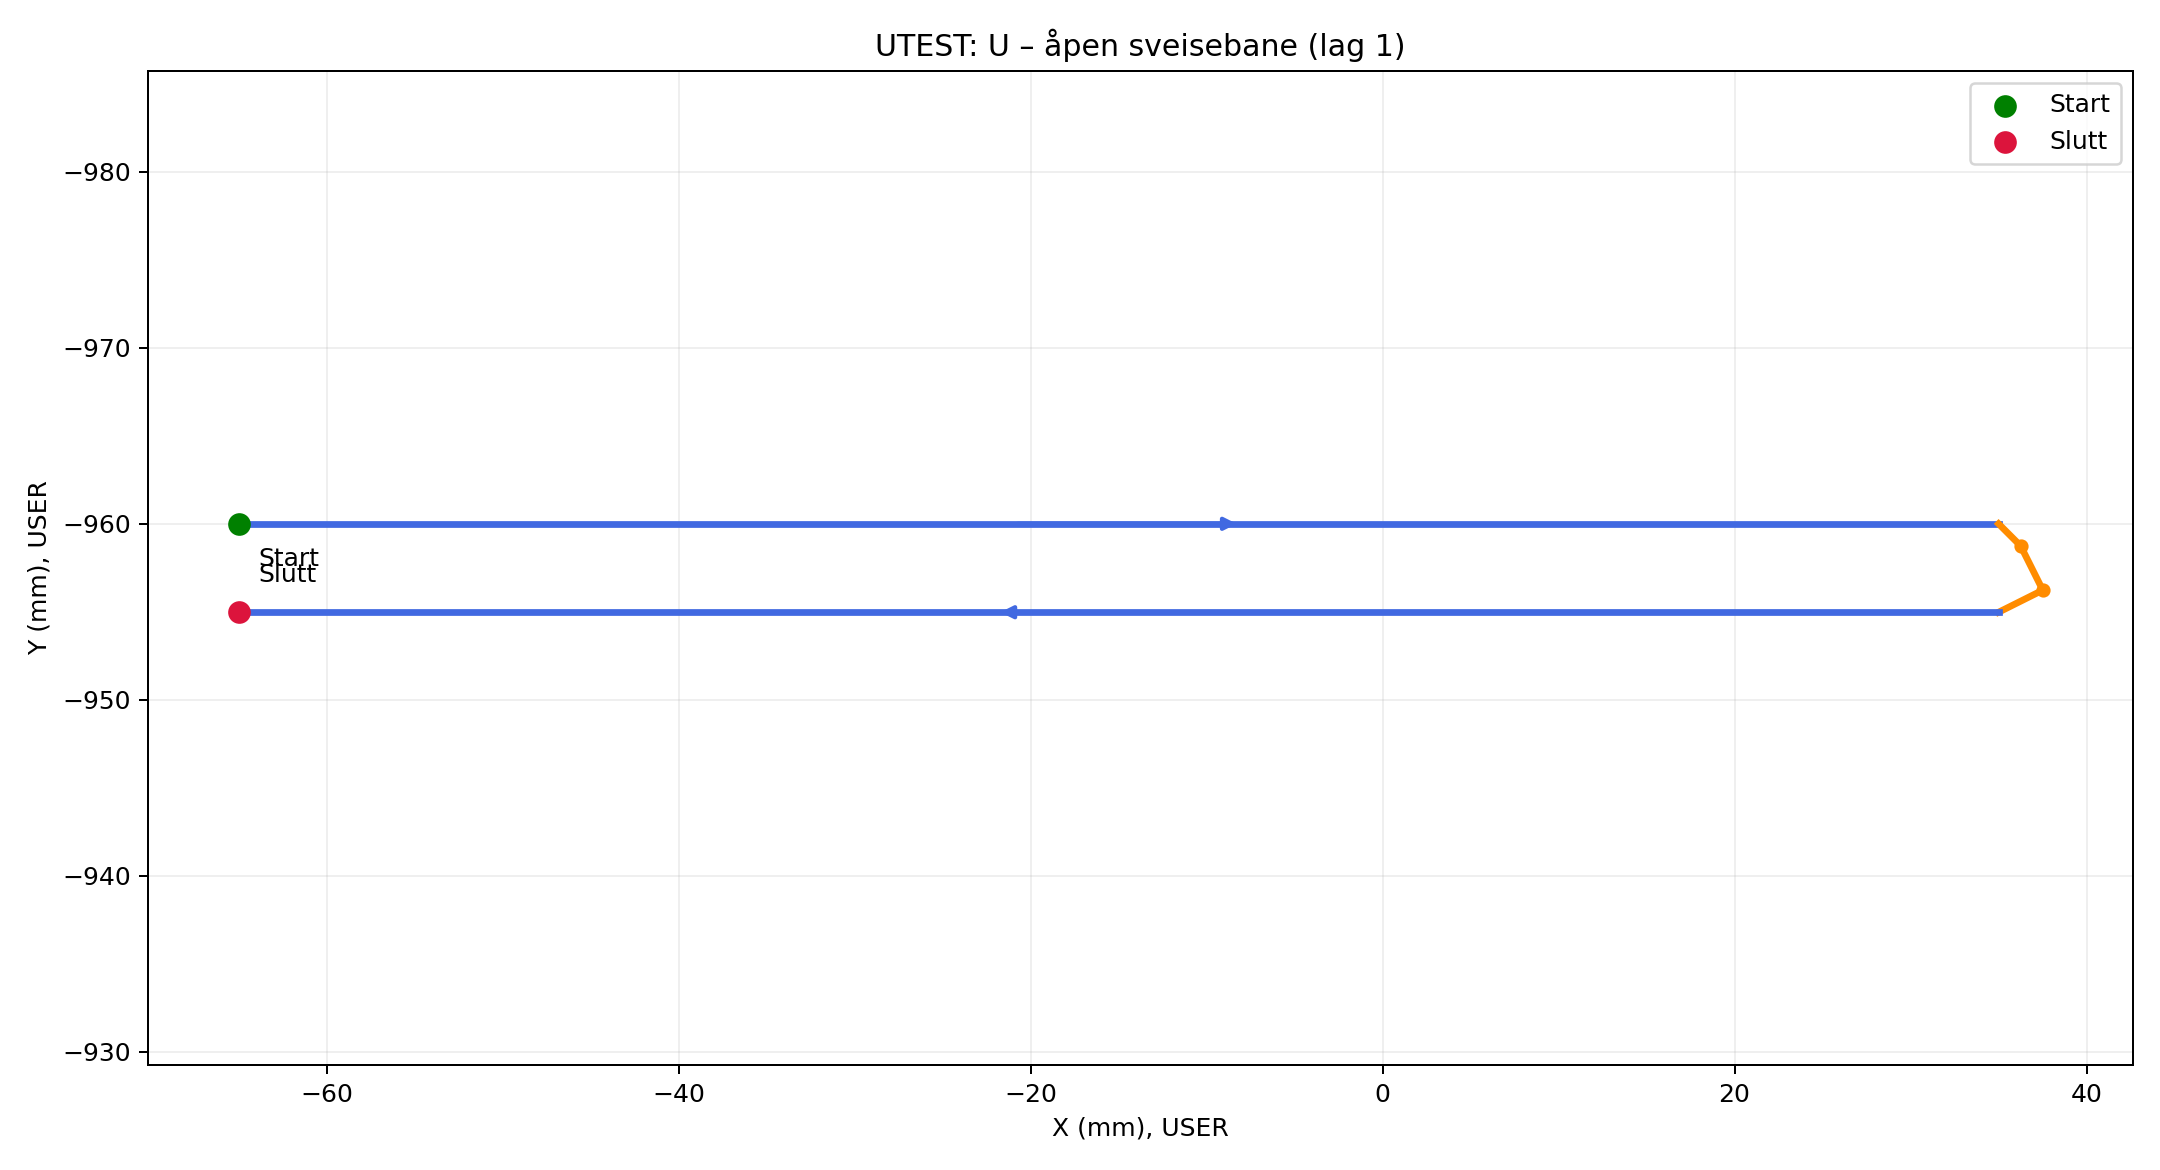 UTEST: U – åpen sveisebane (lag 1)
Start
Slutt
−980
−970
−960
−950
−940
−930
Y (mm), USER
Start
Slutt
−60
−40
−20
0
20
40
X (mm), USER